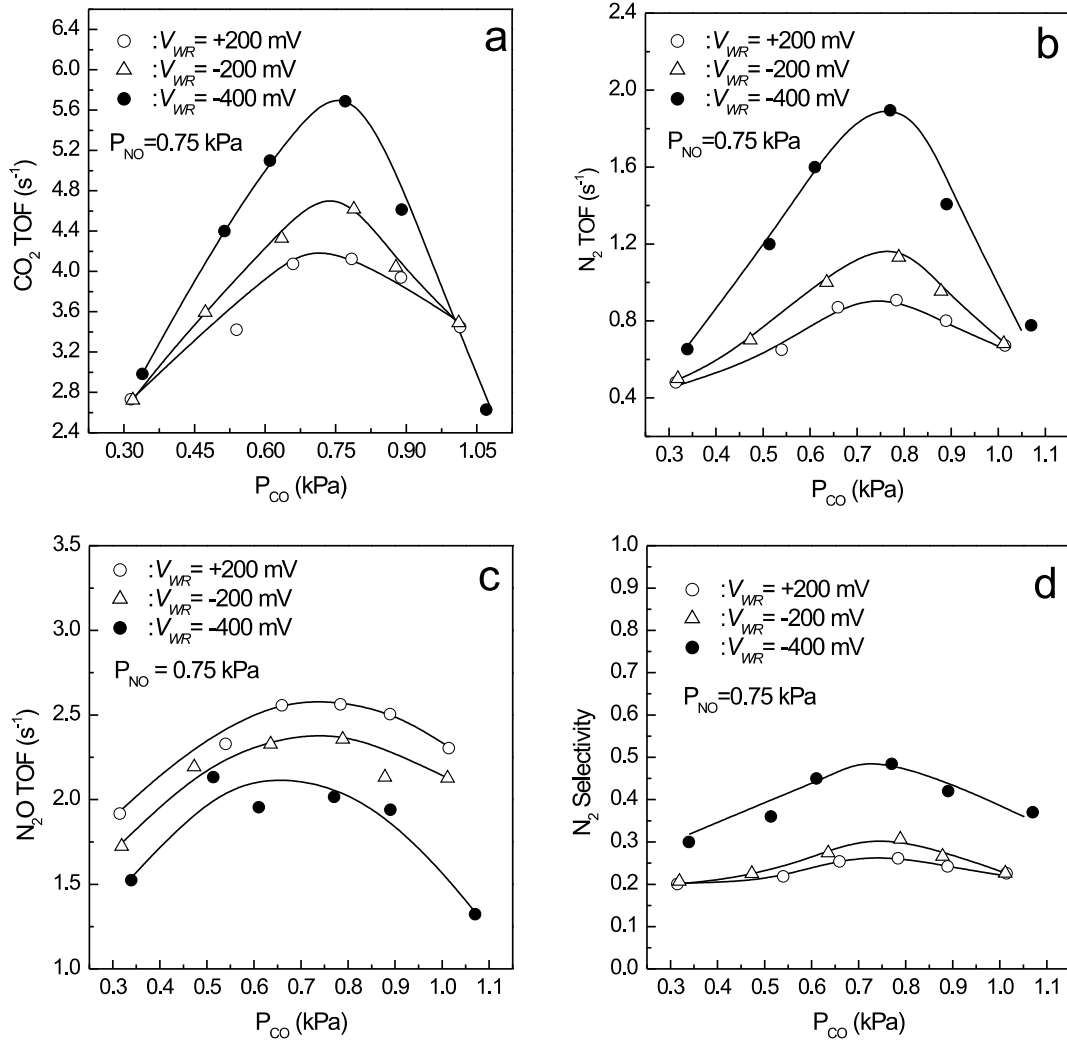 a
○ :V_WR= +200 mV
△ :V_WR= -200 mV
● :V_WR= -400 mV
P_NO=0.75 kPa
6.4
6.0
5.6
5.2
4.8
4.4
4.0
3.6
3.2
2.8
2.4
CO₂ TOF (s⁻¹)
0.30 0.45 0.60 0.75 0.90 1.05
P_CO (kPa)
b
○ :V_WR= +200 mV
△ :V_WR= -200 mV
● :V_WR= -400 mV
P_NO=0.75 kPa
2.4
2.0
1.6
1.2
0.8
0.4
N₂ TOF (s⁻¹)
0.3 0.4 0.5 0.6 0.7 0.8 0.9 1.0 1.1
P_CO (kPa)
c
○ :V_WR= +200 mV
△ :V_WR= -200 mV
● :V_WR= -400 mV
P_NO = 0.75 kPa
3.5
3.0
2.5
2.0
1.5
1.0
N₂O TOF (s⁻¹)
0.3 0.4 0.5 0.6 0.7 0.8 0.9 1.0 1.1
P_CO (kPa)
d
○ :V_WR= +200 mV
△ :V_WR= -200 mV
● :V_WR= -400 mV
P_NO=0.75 kPa
1.0
0.9
0.8
0.7
0.6
0.5
0.4
0.3
0.2
0.1
0.0
N₂ Selectivity
0.3 0.4 0.5 0.6 0.7 0.8 0.9 1.0 1.1
P_CO (kPa)